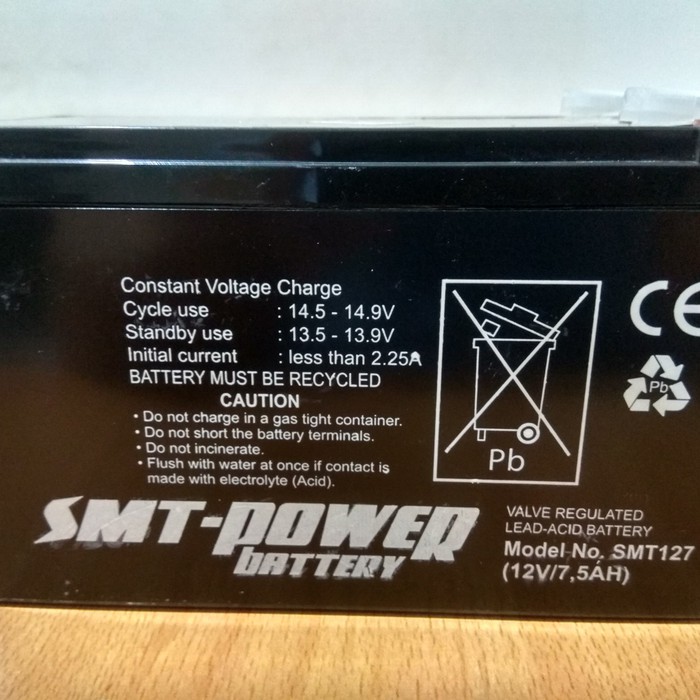 Constant Voltage Charge
Cycle use : 14.5 - 14.9V
Standby use : 13.5 - 13.9V
Initial current : less than 2.25A
BATTERY MUST BE RECYCLED
CAUTION
• Do not charge in a gas tight container.
• Do not short the battery terminals.
• Do not incinerate.
• Flush with water at once if contact is
made with electrolyte (Acid).
Pb
CE
Pb
SMT-POWER
BATTERY
VALVE REGULATED
LEAD-ACID BATTERY
Model No. SMT127
(12V/7,5AH)